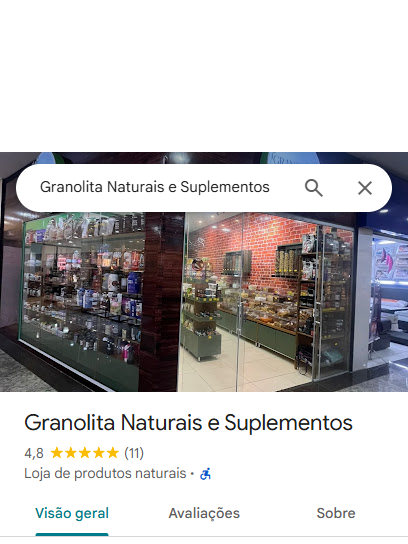 Granolita Naturais e Suplementos
Granolita Naturais e Suplementos
4,8 (11)
Loja de produtos naturais ·
Visão geral Avaliações Sobre